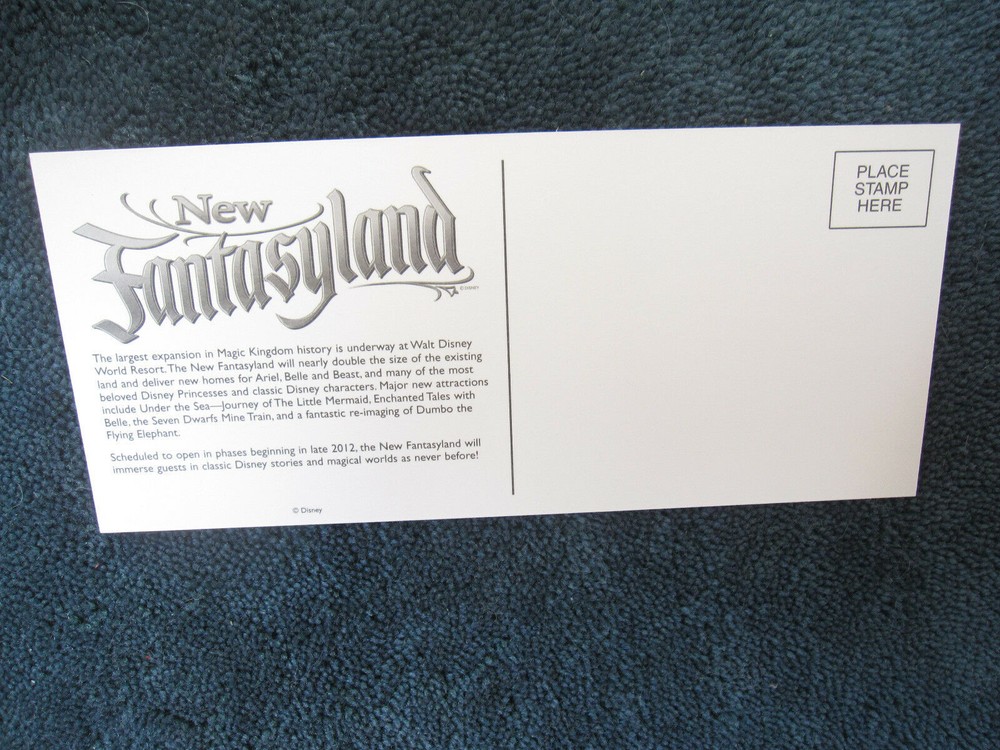 New
Fantasyland
The largest expansion in Magic Kingdom history is underway at Walt Disney
World Resort. The New Fantasyland will nearly double the size of the existing
land and deliver new homes for Ariel, Belle and Beast, and many of the most
beloved Disney Princesses and classic Disney characters. Major new attractions
include Under the Sea—Journey of The Little Mermaid, Enchanted Tales with
Belle, the Seven Dwarfs Mine Train, and a fantastic re-imaging of Dumbo the
Flying Elephant.
Scheduled to open in phases beginning in late 2012, the New Fantasyland will
immerse guests in classic Disney stories and magical worlds as never before!
© Disney
PLACE
STAMP
HERE